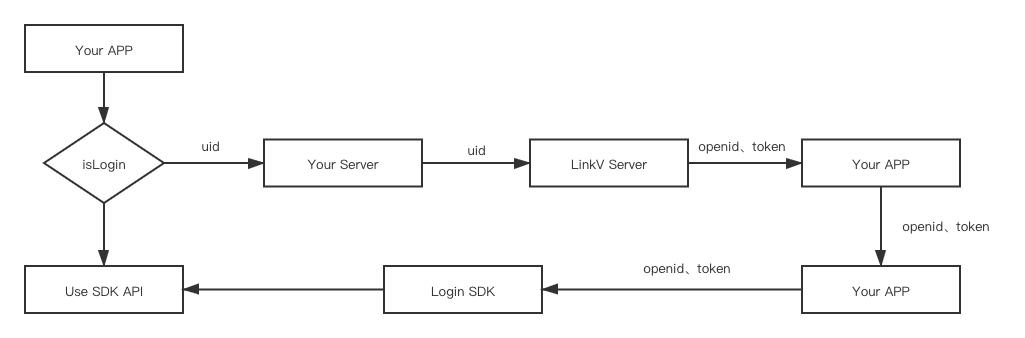 Your APP
isLogin
uid
Your Server
uid
LinkV Server
openid、token
Your APP
openid、token
Use SDK API
Login SDK
openid、token
Your APP